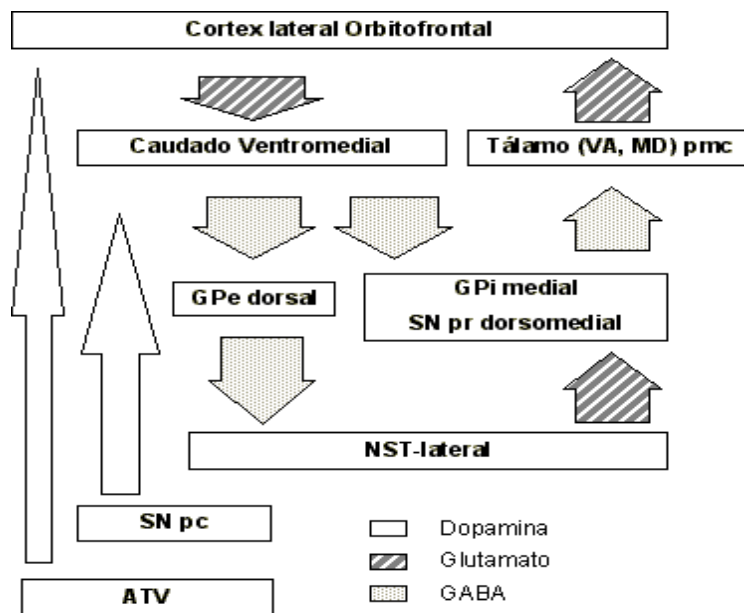 Cortex lateral Orbitofrontal
Caudado Ventromedial
Tálamo (VA, MD) pmc
GPe dorsal
GPi medial
SN pr dorsomedial
NST-lateral
SN pc
ATV
Dopamina
Glutamato
GABA